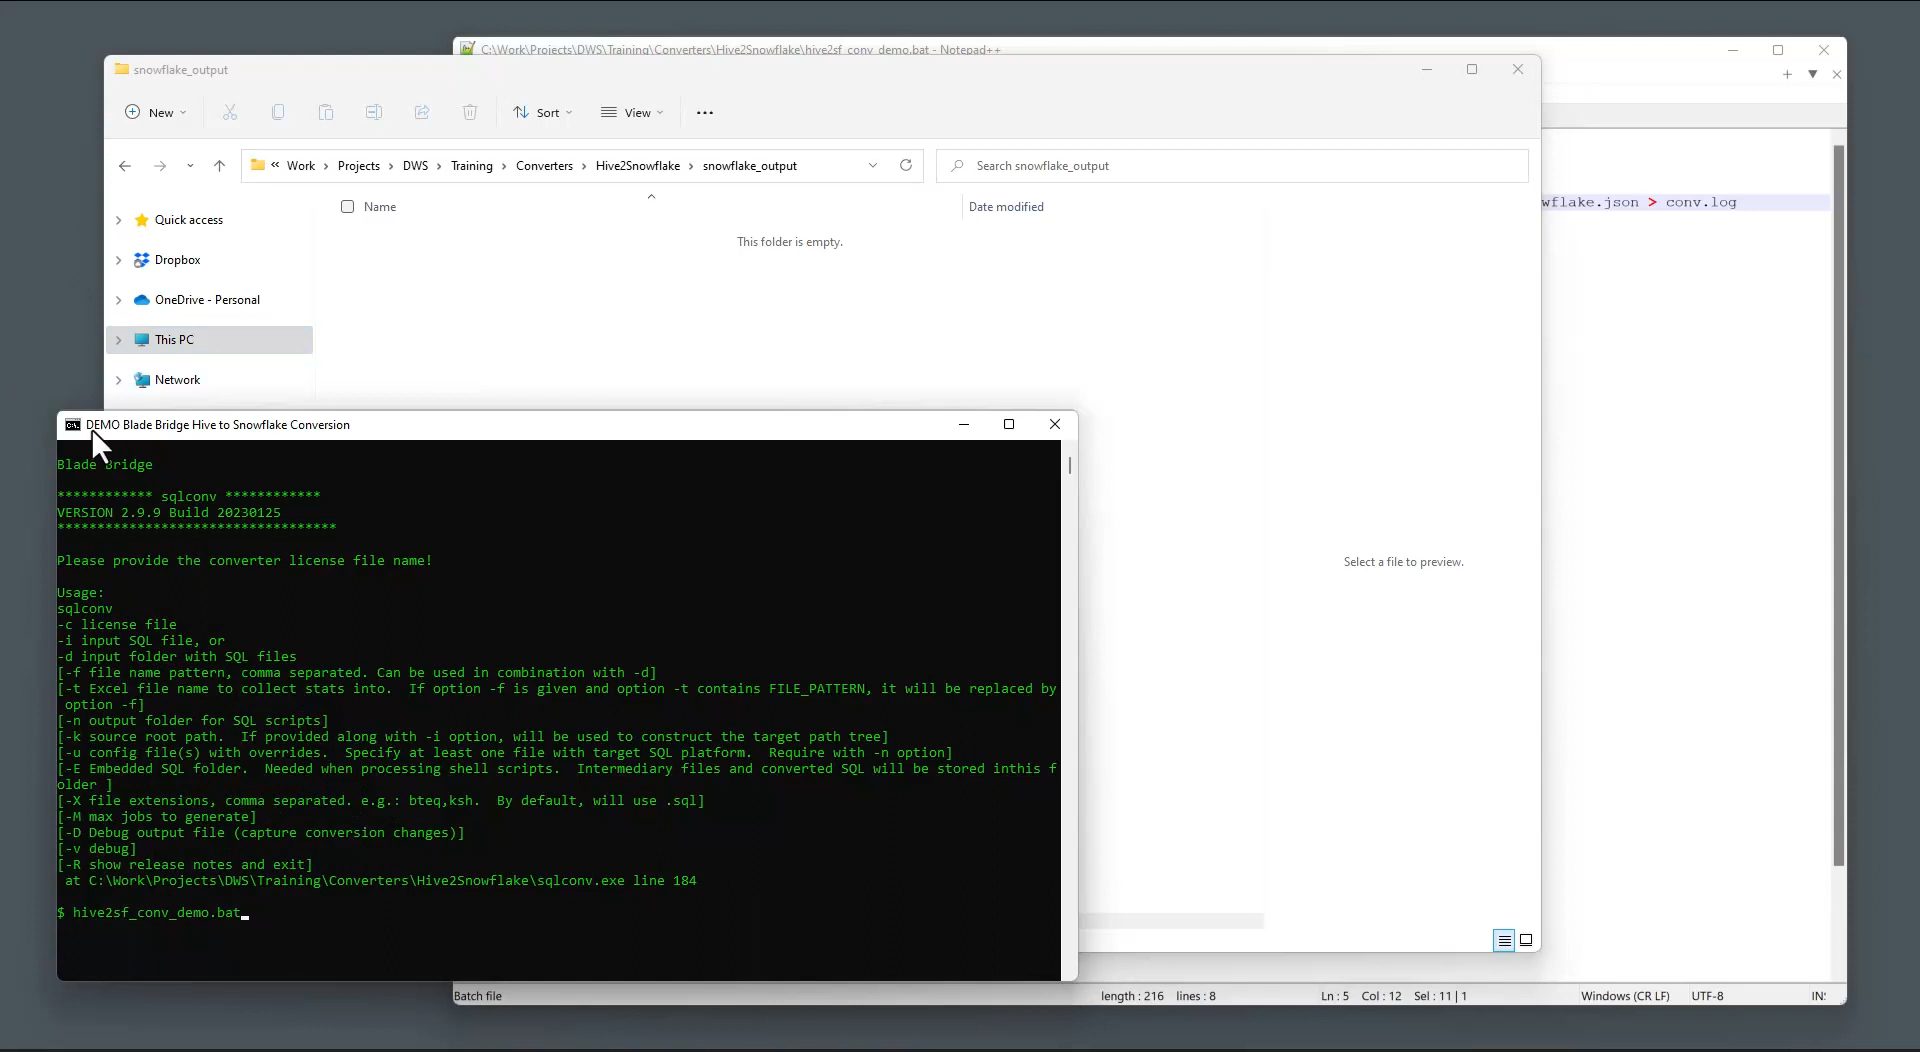 C:\Work\Projects\DWS\Training\Converters\Hive2Snowflake\hive2sf_conv_demo.bat - Notepad++
snowflake_output
New
Sort
View
« Work > Projects > DWS > Training > Converters > Hive2Snowflake > snowflake_output
Search snowflake_output
Name
Date modified
wflake.json > conv.log
Quick access
This folder is empty.
Dropbox
OneDrive - Personal
This PC
Network
DEMO Blade Bridge Hive to Snowflake Conversion
Blade Bridge
************ sqlconv ************
VERSION 2.9.9 Build 20230125
***********************************
Please provide the converter license file name!
Select a file to preview.
Usage:
sqlconv
-c license file
-i input SQL file, or
-d input folder with SQL files
[-f file name pattern, comma separated. Can be used in combination with -d]
[-t Excel file name to collect stats into.  If option -f is given and option -t contains FILE_PATTERN, it will be replaced by
option -f]
[-n output folder for SQL scripts]
[-k source root path.  If provided along with -i option, will be used to construct the target path tree]
[-u config file(s) with overrides.  Specify at least one file with target SQL platform.  Require with -n option]
[-E Embedded SQL folder.  Needed when processing shell scripts.  Intermediary files and converted SQL will be stored inthis f
older ]
[-X file extensions, comma separated. e.g.: bteq,ksh.  By default, will use .sql]
[-M max jobs to generate]
[-D Debug output file (capture conversion changes)]
[-v debug]
[-R show release notes and exit]
at C:\Work\Projects\DWS\Training\Converters\Hive2Snowflake\sqlconv.exe line 184
$ hive2sf_conv_demo.bat
Batch file
length : 216 lines : 8
Ln : 5 Col : 12 Sel : 11 | 1
Windows (CR LF)
UTF-8
IN